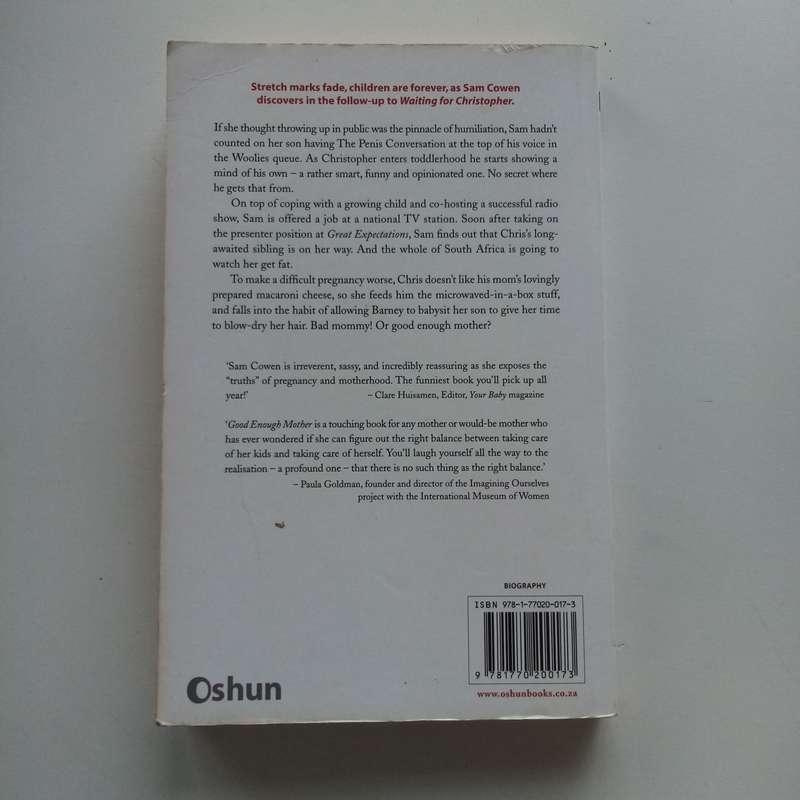 Stretch marks fade, children are forever, as Sam Cowen
discovers in the follow-up to Waiting for Christopher.
If she thought throwing up in public was the pinnacle of humiliation, Sam hadn't
counted on her son having The Penis Conversation at the top of his voice in
the Woolies queue. As Christopher enters toddlerhood he starts showing a
mind of his own – a rather smart, funny and opinionated one. No secret where
he gets that from.
On top of coping with a growing child and co-hosting a successful radio
show, Sam is offered a job at a national TV station. Soon after taking on
the presenter position at Great Expectations, Sam finds out that Chris's long-
awaited sibling is on her way. And the whole of South Africa is going to
watch her get fat.
To make a difficult pregnancy worse, Chris doesn't like his mom's lovingly
prepared macaroni cheese, so she feeds him the microwaved-in-a-box stuff,
and falls into the habit of allowing Barney to babysit her son to give her time
to blow-dry her hair. Bad mommy! Or good enough mother?
'Sam Cowen is irreverent, sassy, and incredibly reassuring as she exposes the
"truths" of pregnancy and motherhood. The funniest book you'll pick up all
year!' – Clare Huisamen, Editor, Your Baby magazine
'Good Enough Mother is a touching book for any mother or would-be mother who
has ever wondered if she can figure out the right balance between taking care
of her kids and taking care of herself. You'll laugh yourself all the way to the
realisation – a profound one – that there is no such thing as the right balance.'
– Paula Goldman, founder and director of the Imagining Ourselves
project with the International Museum of Women
BIOGRAPHY
ISBN 978-1-77020-017-3
9 781770 200173
Oshun
www.oshunbooks.co.za